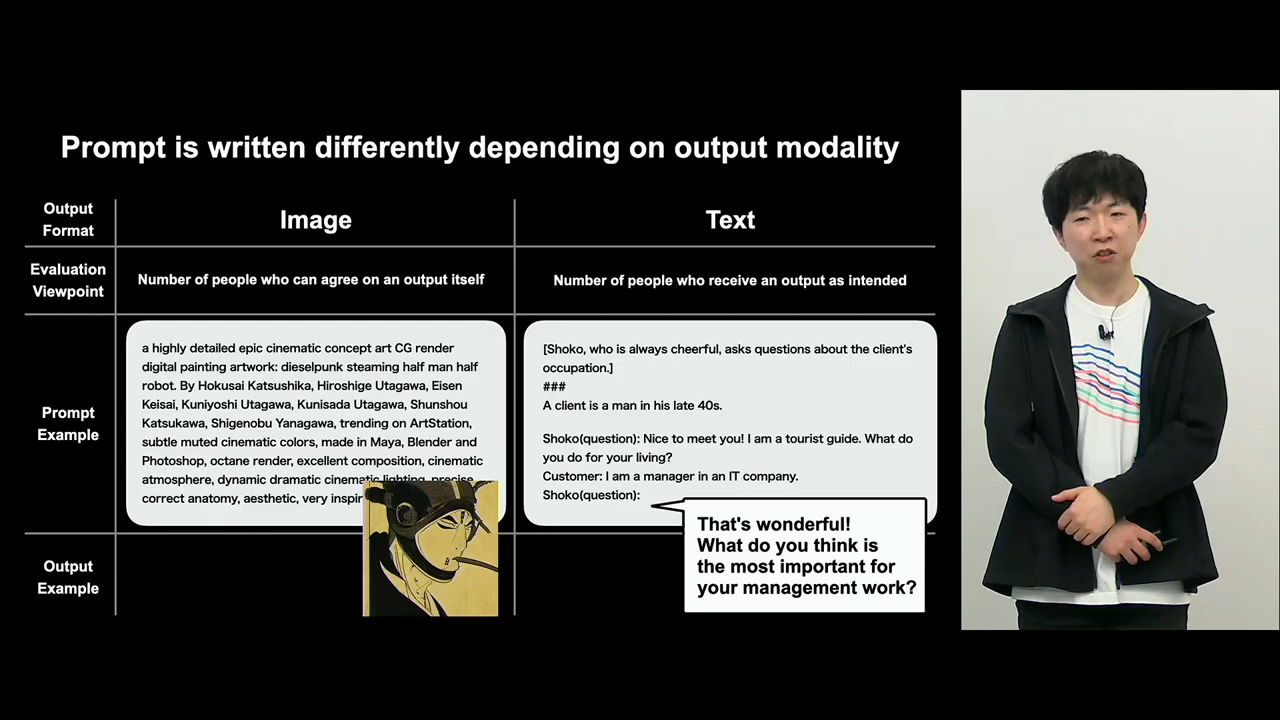 Prompt is written differently depending on output modality
Output
Format
Image
Text
Evaluation
Viewpoint
Number of people who can agree on an output itself
Number of people who receive an output as intended
Prompt
Example
a highly detailed epic cinematic concept art CG render
digital painting artwork: dieselpunk steaming half man half
robot. By Hokusai Katsushika, Hiroshige Utagawa, Eisen
Keisai, Kuniyoshi Utagawa, Kunisada Utagawa, Shunshou
Katsukawa, Shigenobu Yanagawa, trending on ArtStation,
subtle muted cinematic colors, made in Maya, Blender and
Photoshop, octane render, excellent composition, cinematic
atmosphere, dynamic dramatic cinematic lighting, precise
correct anatomy, aesthetic, very inspir
[Shoko, who is always cheerful, asks questions about the client's
occupation.]
###
A client is a man in his late 40s.
Shoko(question): Nice to meet you! I am a tourist guide. What do
you do for your living?
Customer: I am a manager in an IT company.
Shoko(question):
Output
Example
That's wonderful!
What do you think is
the most important for
your management work?